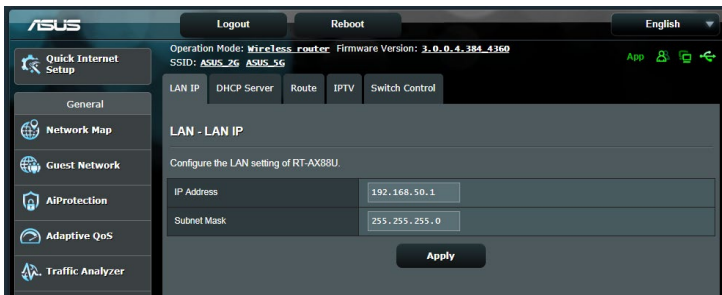 ASUS Logout Reboot English
Operation Mode: Wireless router Firmware Version: 3.0.0.4.384_4360
SSID: ASUS_2G ASUS_5G
App
Quick Internet
Setup
General
Network Map
Guest Network
AiProtection
Adaptive QoS
Traffic Analyzer
LAN IP DHCP Server Route IPTV Switch Control
LAN - LAN IP
Configure the LAN setting of RT-AX88U.
IP Address 192.168.50.1
Subnet Mask 255.255.255.0
Apply